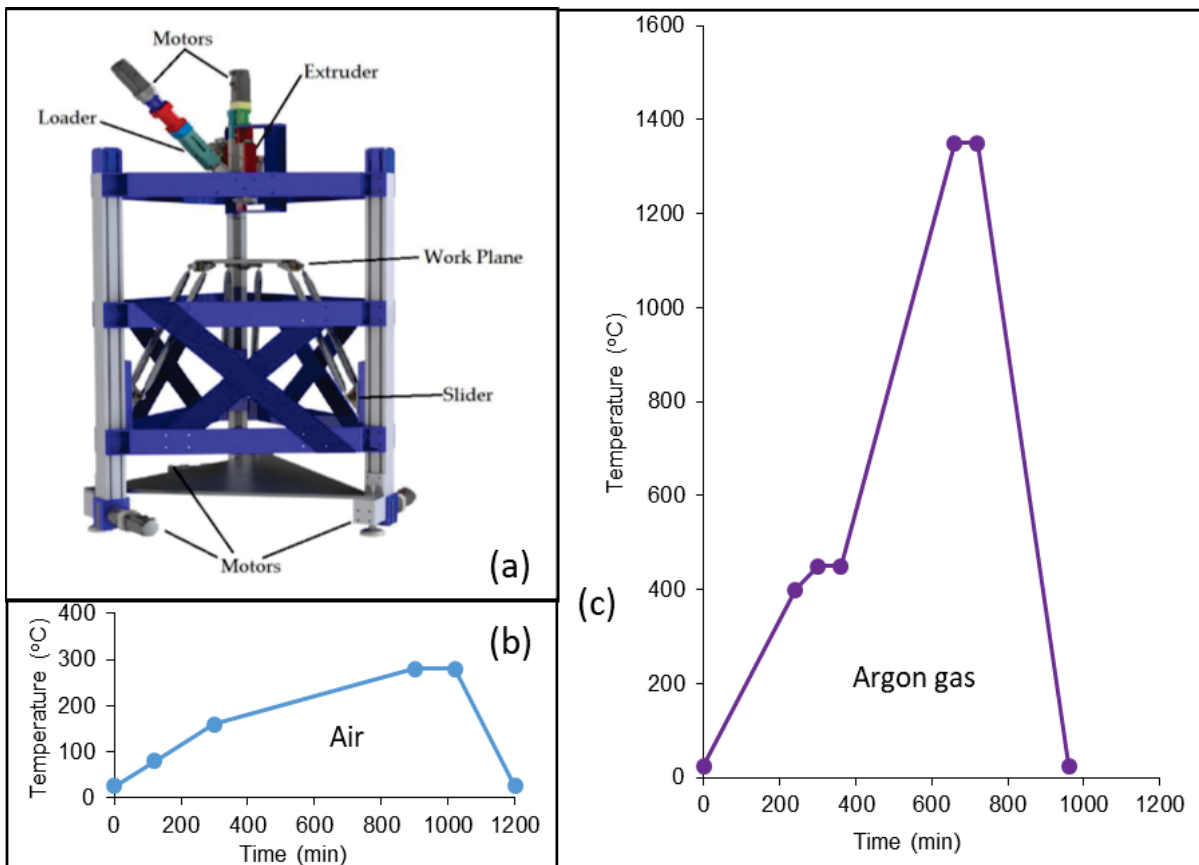 Motors
Extruder
Loader
Work Plane
Slider
Motors
(a)
400
300
200
100
0
Temperature (°C)
(b)
Air
0 200 400 600 800 1000 1200
Time (min)
1600
1400
1200
1000
800
600
400
200
0
Temperature (°C)
(c)
Argon gas
0 200 400 600 800 1000 1200
Time (min)